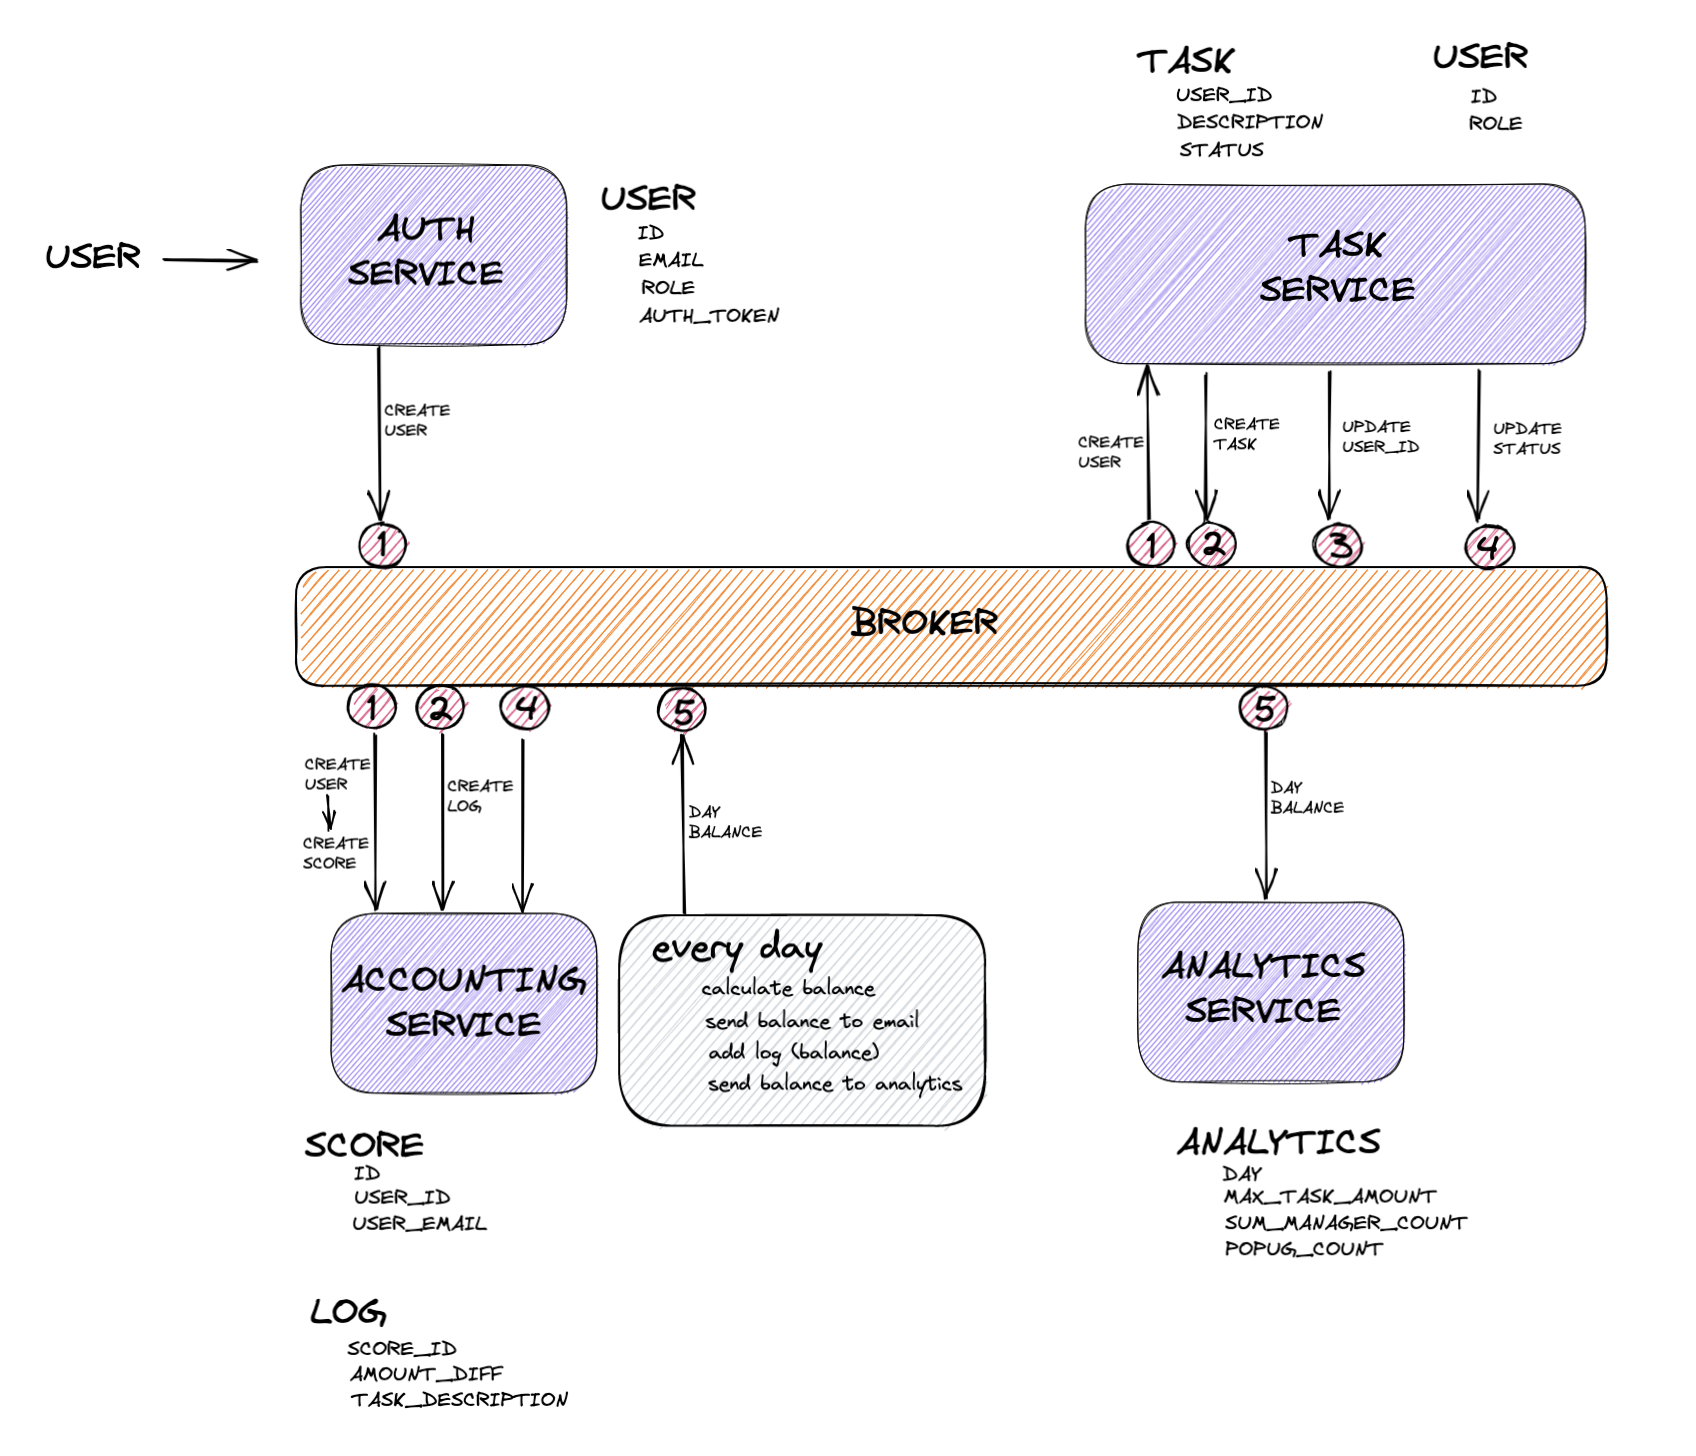 TASK
USER_ID
DESCRIPTION
STATUS
USER
ID
ROLE
USER
AUTH
SERVICE
USER
ID
EMAIL
ROLE
AUTH_TOKEN
TASK
SERVICE
CREATE
USER
CREATE
USER
CREATE
TASK
UPDATE
USER_ID
UPDATE
STATUS
1
1
2
3
4
BROKER
1
2
4
5
5
CREATE
USER
CREATE
SCORE
CREATE
LOG
DAY
BALANCE
DAY
BALANCE
ACCOUNTING
SERVICE
every day
calculate balance
send balance to email
add log (balance)
send balance to analytics
ANALYTICS
SERVICE
SCORE
ID
USER_ID
USER_EMAIL
ANALYTICS
DAY
MAX_TASK_AMOUNT
SUM_MANAGER_COUNT
POPUG_COUNT
LOG
SCORE_ID
AMOUNT_DIFF
TASK_DESCRIPTION